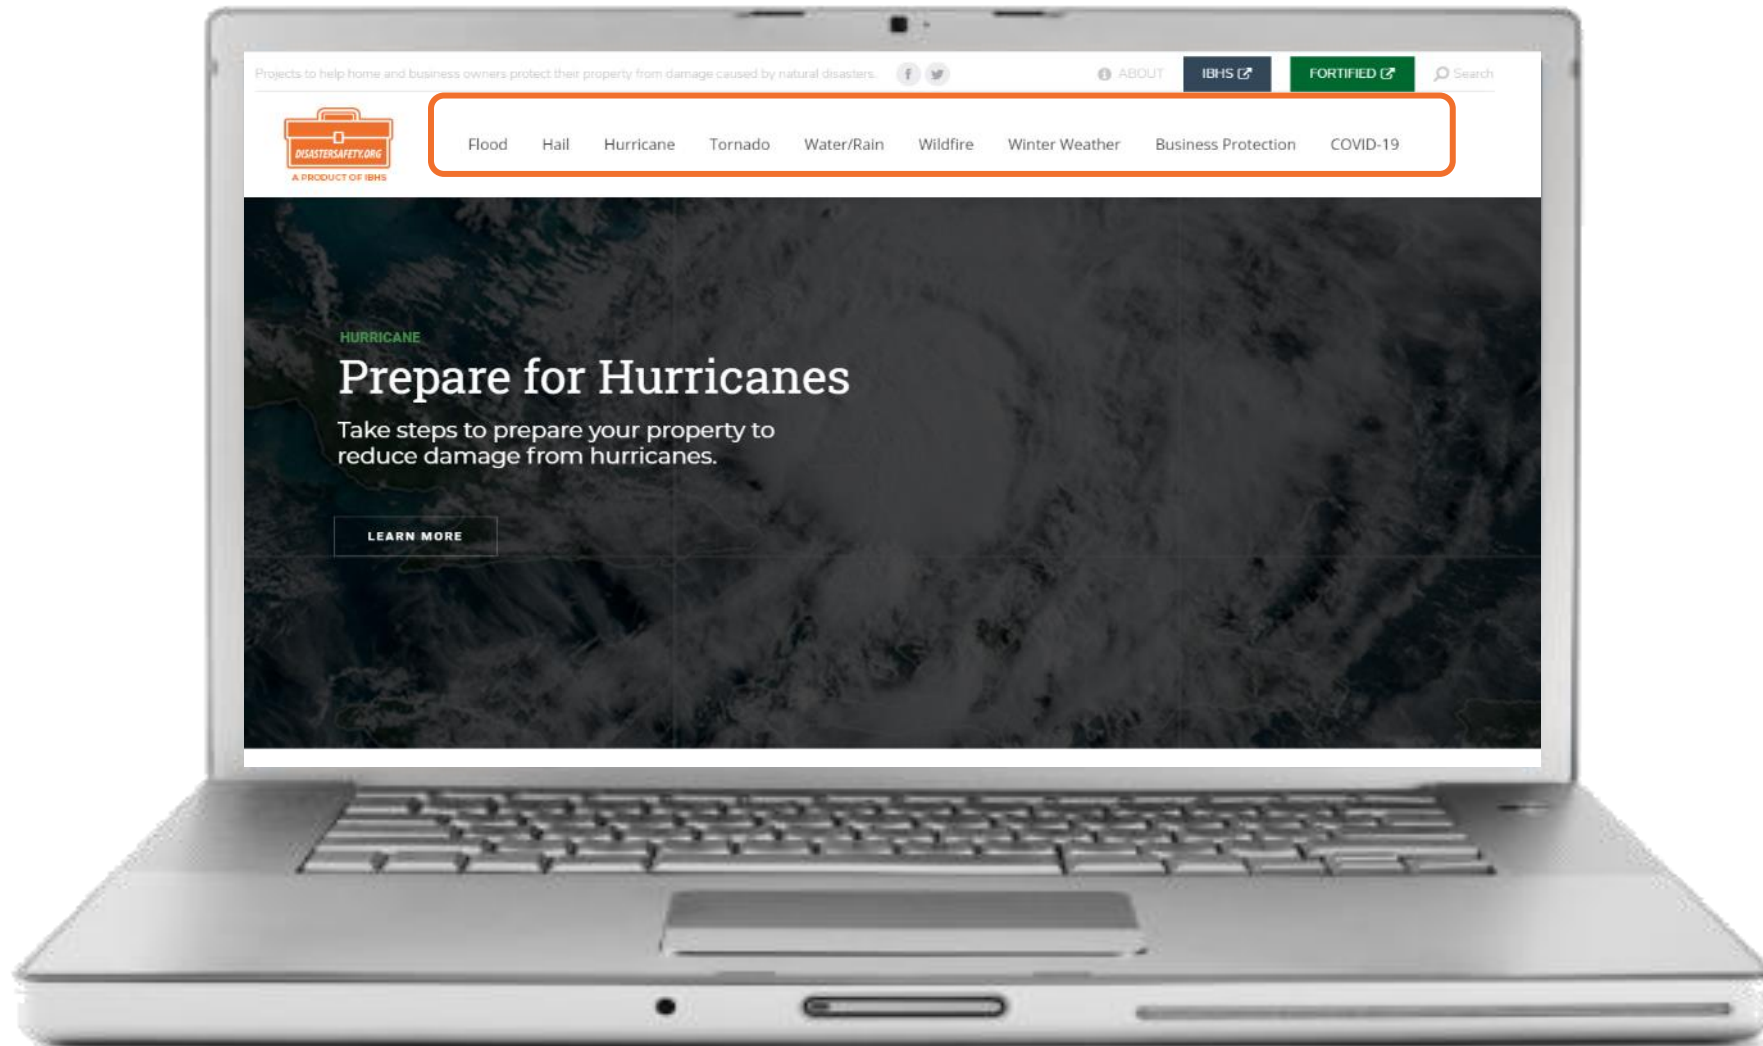 Projects to help home and business owners protect their property from damage caused by natural disasters.
ABOUT
IBHS
FORTIFIED
Search
DISASTERSAFETY.ORG
A PRODUCT OF IBHS
Flood Hail Hurricane Tornado Water/Rain Wildfire Winter Weather Business Protection COVID-19
HURRICANE
Prepare for Hurricanes
Take steps to prepare your property to
reduce damage from hurricanes.
LEARN MORE